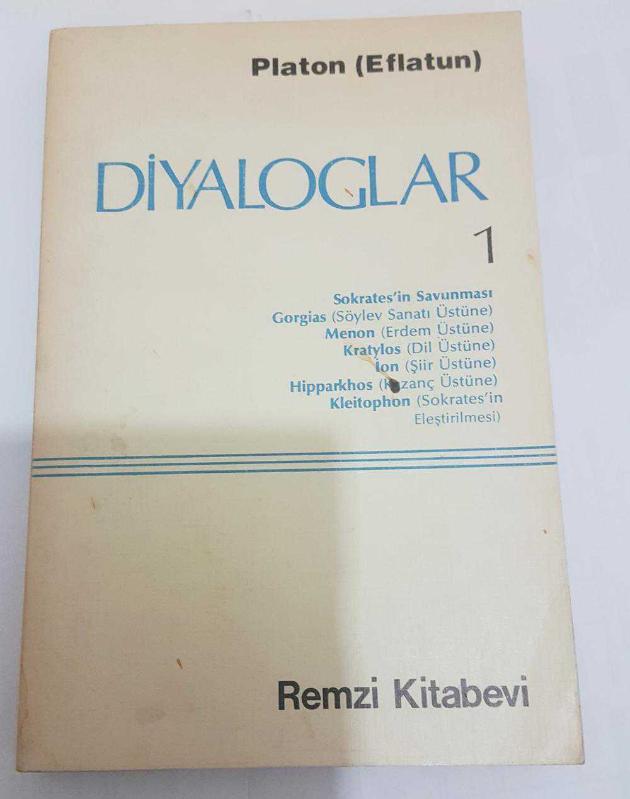 Platon (Eflatun)
DİYALOGLAR
1
Sokrates'in Savunması
Gorgias (Söylev Sanatı Üstüne)
Menon (Erdem Üstüne)
Kratylos (Dil Üstüne)
Ion (Şiir Üstüne)
Hipparkhos (Kazanç Üstüne)
Kleitophon (Sokrates'in
Eleştirilmesi)
Remzi Kitabevi